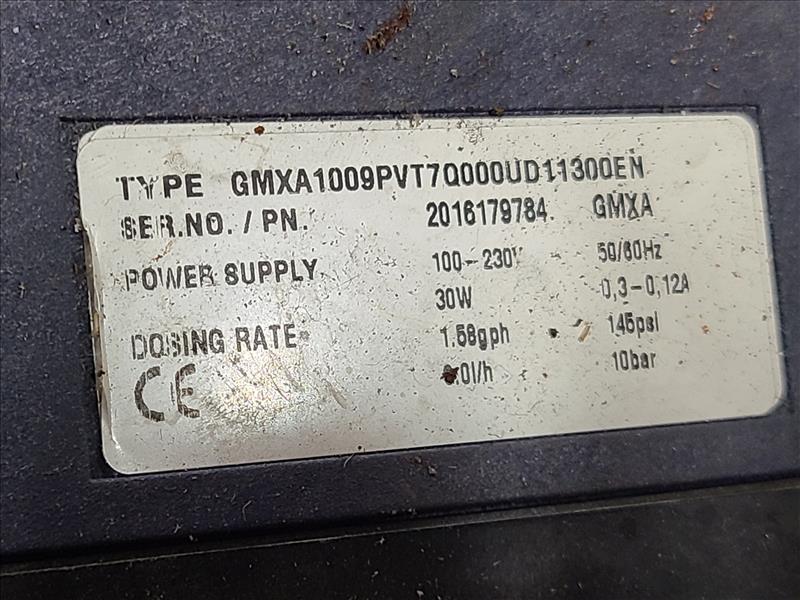 TYPE GMXA1009PVT70000UD11300EN
SER.NO. / PN. 2016179784 GMXA
POWER SUPPLY 100-230V 50/60Hz
30W 0,3-0,12A
DOSING RATE 1.58gph 145psi
CE 10bar